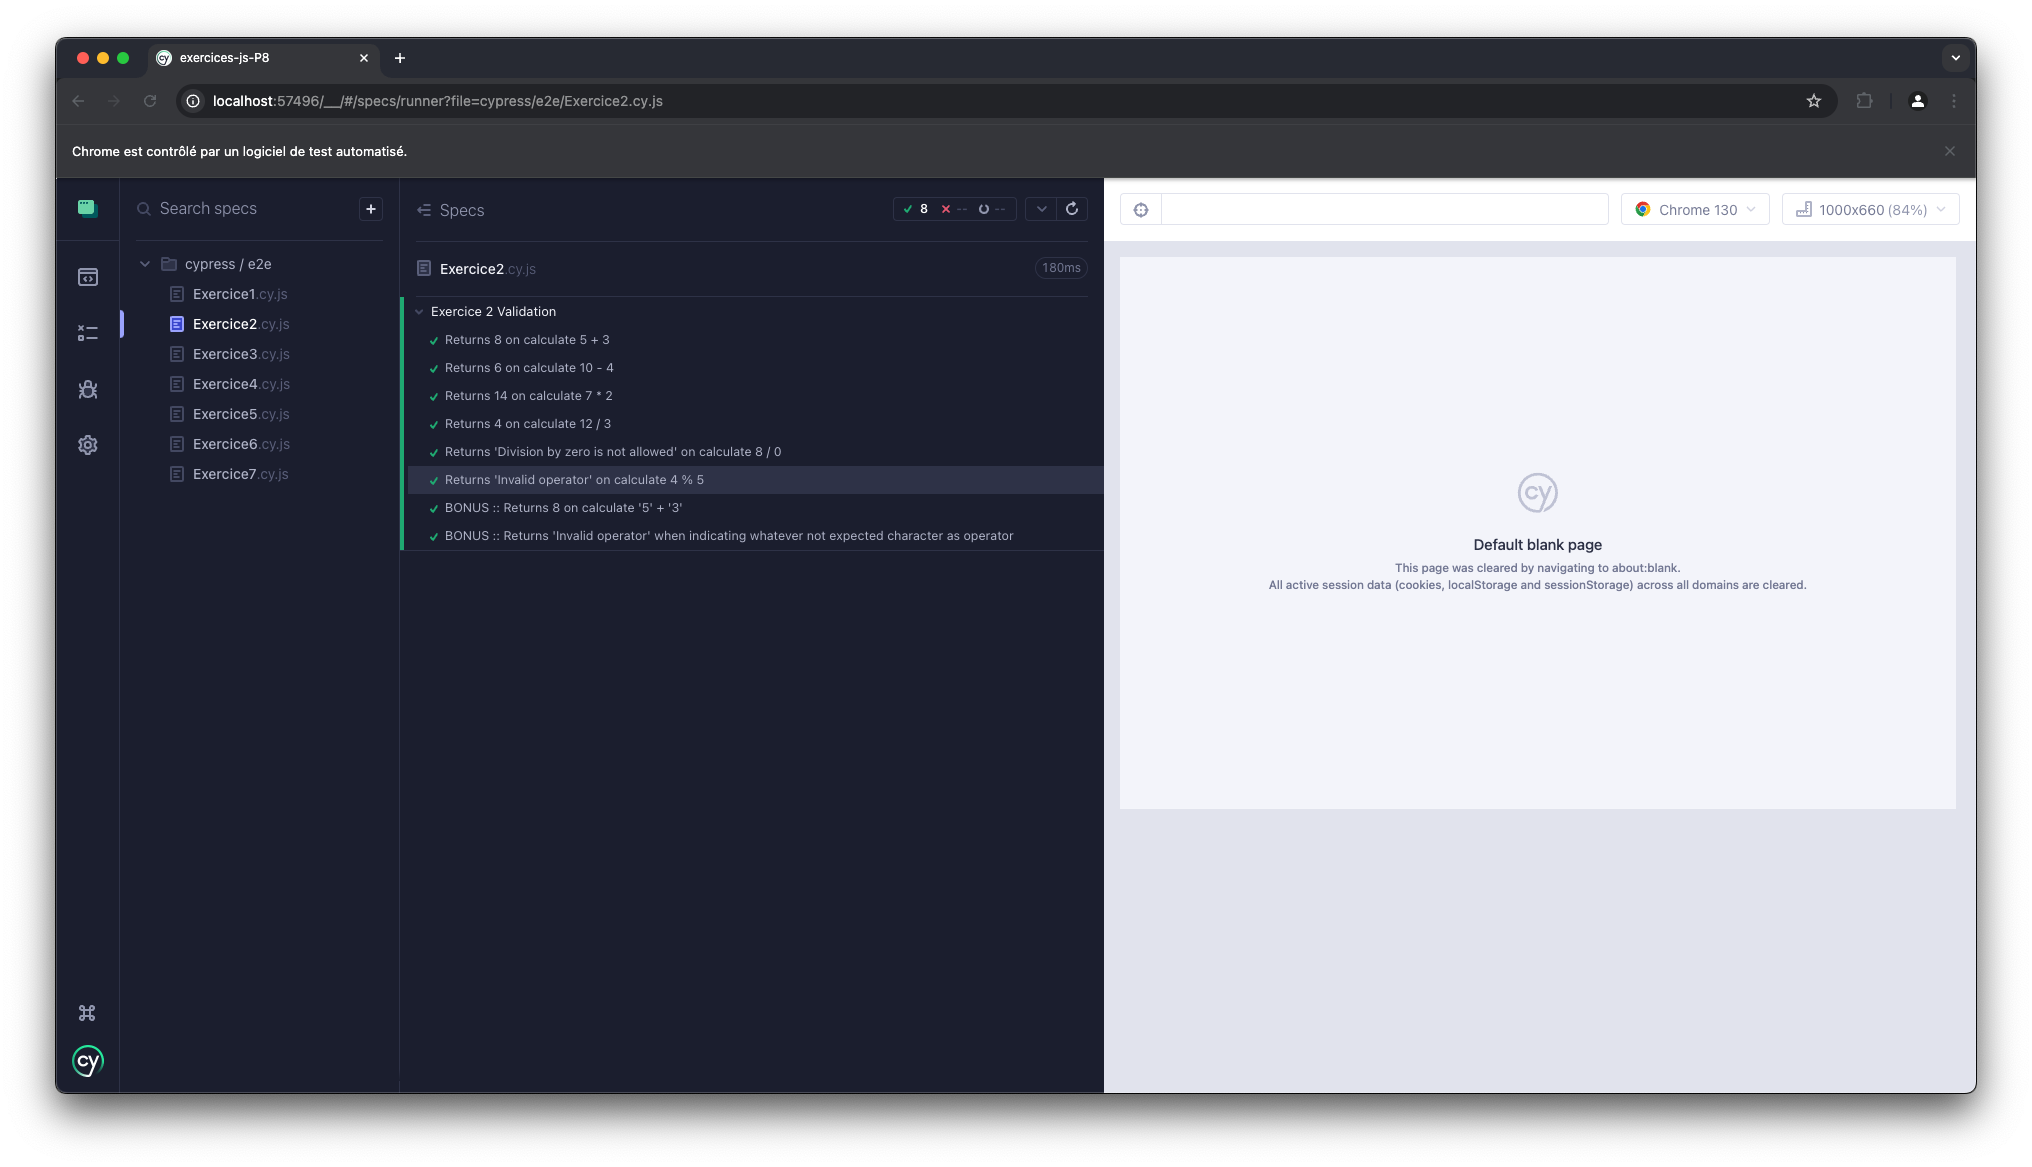 exercices-js-P8
localhost:57496/__/#/specs/runner?file=cypress/e2e/Exercice2.cy.js
Chrome est contrôlé par un logiciel de test automatisé.
Search specs
+
cypress / e2e
Exercice1.cy.js
Exercice2.cy.js
Exercice3.cy.js
Exercice4.cy.js
Exercice5.cy.js
Exercice6.cy.js
Exercice7.cy.js
cy
Specs
8 -- --
Exercice2.cy.js 180ms
Exercice 2 Validation
Returns 8 on calculate 5 + 3
Returns 6 on calculate 10 - 4
Returns 14 on calculate 7 * 2
Returns 4 on calculate 12 / 3
Returns 'Division by zero is not allowed' on calculate 8 / 0
Returns 'Invalid operator' on calculate 4 % 5
BONUS :: Returns 8 on calculate '5' + '3'
BONUS :: Returns 'Invalid operator' when indicating whatever not expected character as operator
Chrome 130
1000x660 (84%)
cy
Default blank page
This page was cleared by navigating to about:blank.
All active session data (cookies, localStorage and sessionStorage) across all domains are cleared.